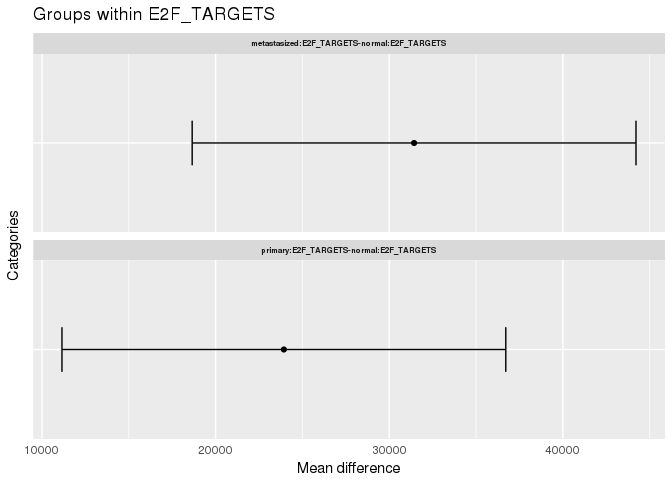 Groups within E2F_TARGETS
metastasized:E2F_TARGETS-normal:E2F_TARGETS
primary:E2F_TARGETS-normal:E2F_TARGETS
Categories
10000 20000 30000 40000
Mean difference